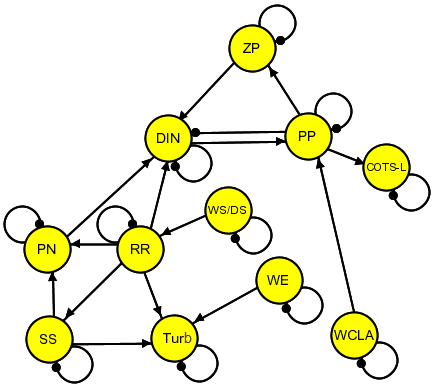 ZP
DIN
PP
COTS-L
WS/DS
PN
RR
WE
SS
Turb
WCLA